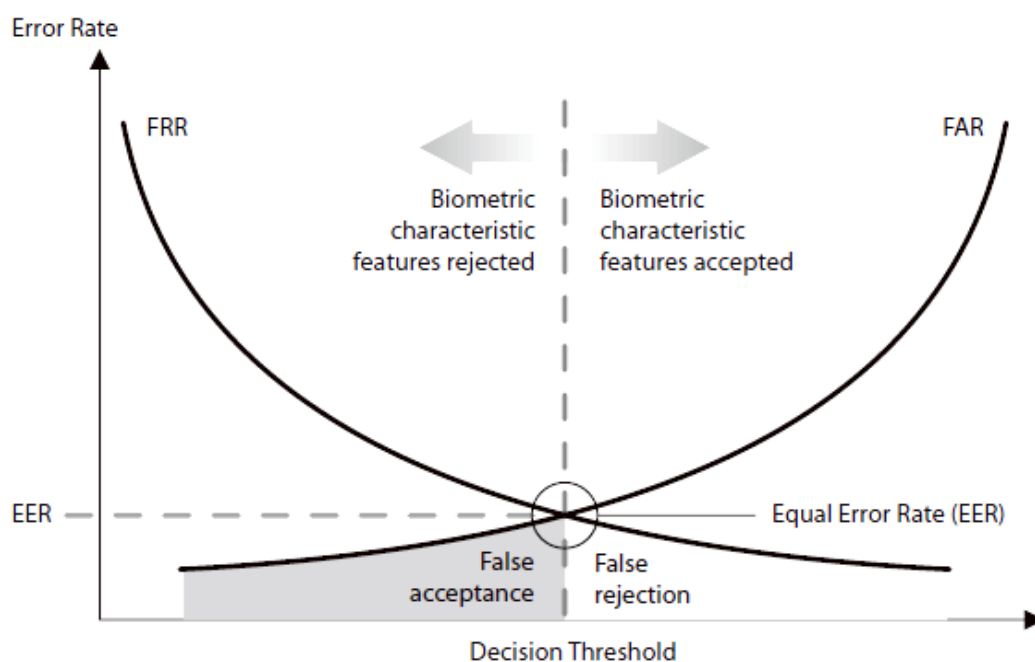 Error Rate
FRR
FAR
Biometric
characteristic
features rejected
Biometric
characteristic
features accepted
EER
Equal Error Rate (EER)
False
acceptance
False
rejection
Decision Threshold